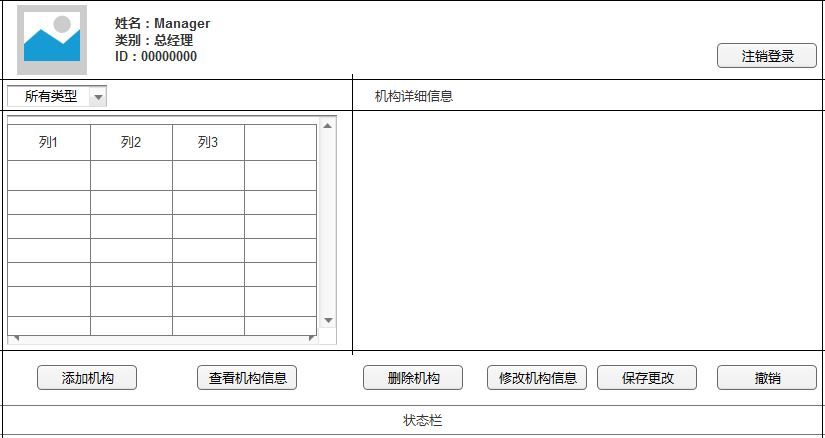 姓名：Manager
类别：总经理
ID：00000000
注销登录
所有类型
机构详细信息
列1 列2 列3
添加机构 查看机构信息 删除机构 修改机构信息 保存更改 撤销
状态栏